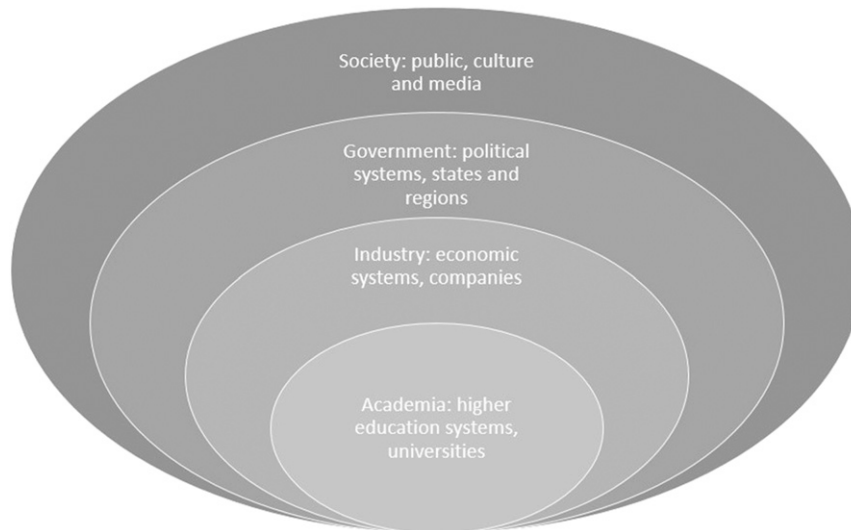 Society: public, culture
and media
Government: political
systems, states and
regions
Industry: economic
systems, companies
Academia: higher
education systems,
universities